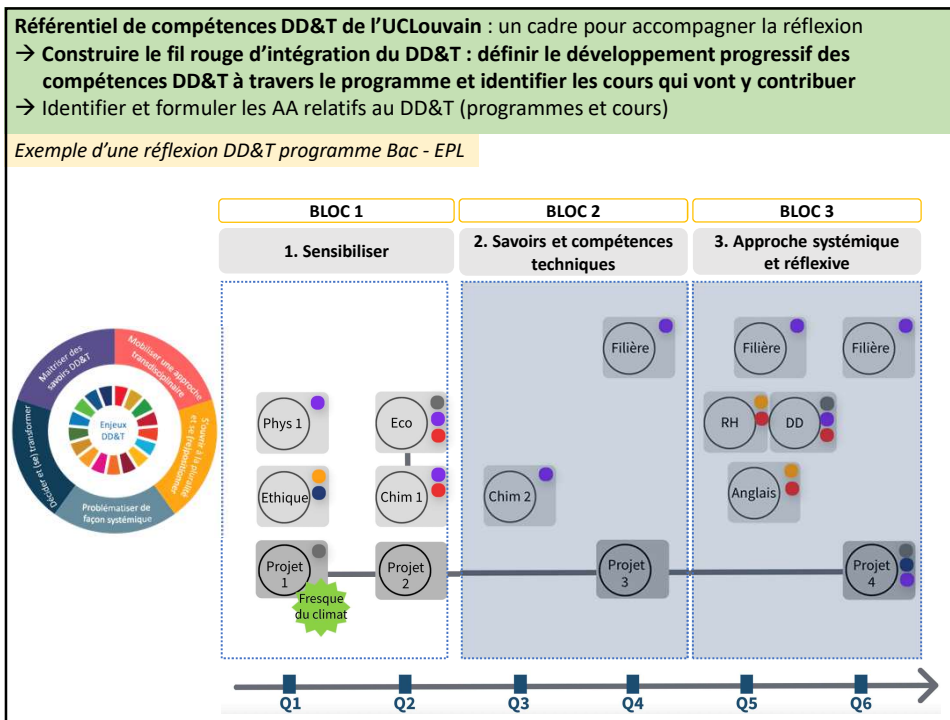 Référentiel de compétences DD&T de l'UCLouvain : un cadre pour accompagner la réflexion
→ Construire le fil rouge d'intégration du DD&T : définir le développement progressif des
compétences DD&T à travers le programme et identifier les cours qui vont y contribuer
→ Identifier et formuler les AA relatifs au DD&T (programmes et cours)
Exemple d'une réflexion DD&T programme Bac - EPL
BLOC 1
BLOC 2
BLOC 3
1. Sensibiliser
2. Savoirs et compétences
techniques
3. Approche systémique
et réflexive
Maitriser des
savoirs DD&T
Mobiliser une approche
transdisciplinaire
S'ouvrir à la pluralité
et se (re)positionner
Problématiser de
façon systémique
Décider et (se) transformer
Enjeux
DD&T
Filière
Filière
Filière
Phys 1
Eco
RH
DD
Ethique
Chim 1
Chim 2
Anglais
Projet
1
Projet
2
Projet
3
Projet
4
Fresque
du climat
Q1
Q2
Q3
Q4
Q5
Q6